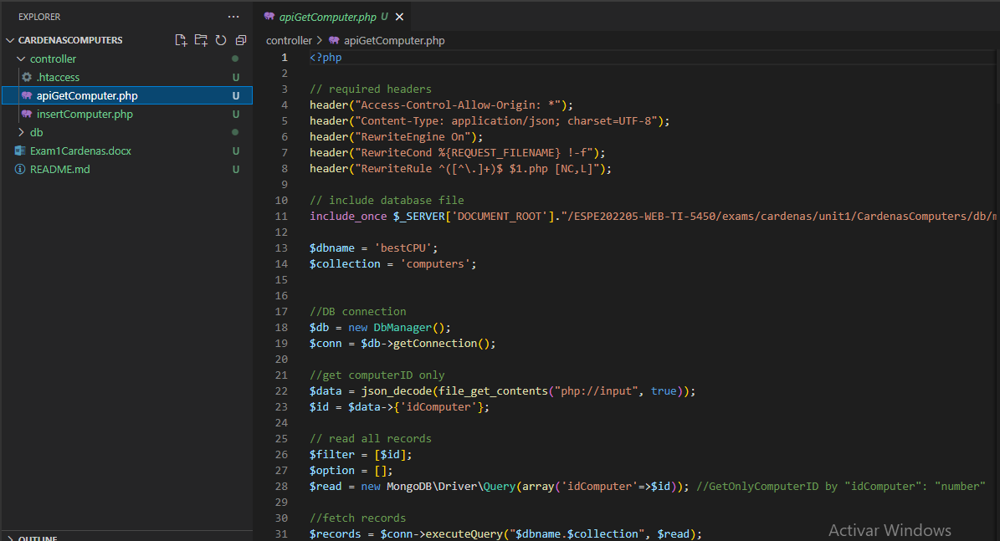 EXPLORER
CARDENASCOMPUTERS
controller
.htaccess U
apiGetComputer.php U
insertComputer.php U
db
Exam1Cardenas.docx U
README.md U
OUTLINE
apiGetComputer.php U
controller > apiGetComputer.php
1 <?php
2
3 // required headers
4 header("Access-Control-Allow-Origin: *");
5 header("Content-Type: application/json; charset=UTF-8");
6 header("RewriteEngine On");
7 header("RewriteCond %{REQUEST_FILENAME} !-f");
8 header("RewriteRule ^([^\.]+)$ $1.php [NC,L]");
9
10 // include database file
11 include_once $_SERVER['DOCUMENT_ROOT']."/ESPE202205-WEB-TI-5450/exams/cardenas/unit1/CardenasComputers/db/
12
13 $dbname = 'bestCPU';
14 $collection = 'computers';
15
16
17 //DB connection
18 $db = new DbManager();
19 $conn = $db->getConnection();
20
21 //get computerID only
22 $data = json_decode(file_get_contents("php://input", true));
23 $id = $data->{'idComputer'};
24
25 // read all records
26 $filter = [$id];
27 $option = [];
28 $read = new MongoDB\Driver\Query(array('idComputer'=>$id)); //GetOnlyComputerID by "idComputer": "number"
29
30 //fetch records
31 $records = $conn->executeQuery("$dbname.$collection", $read);
Activar Windows